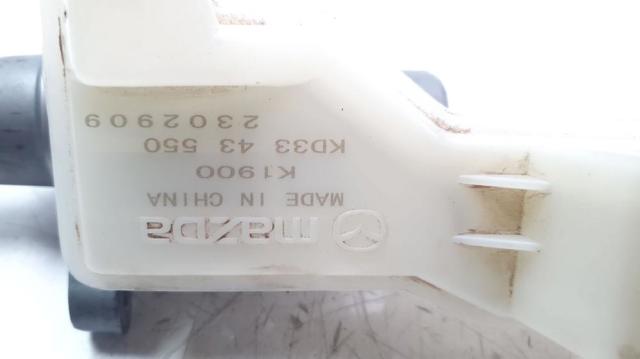 mazda
MADE IN CHINA
K1900
KD33 43 550
2302909